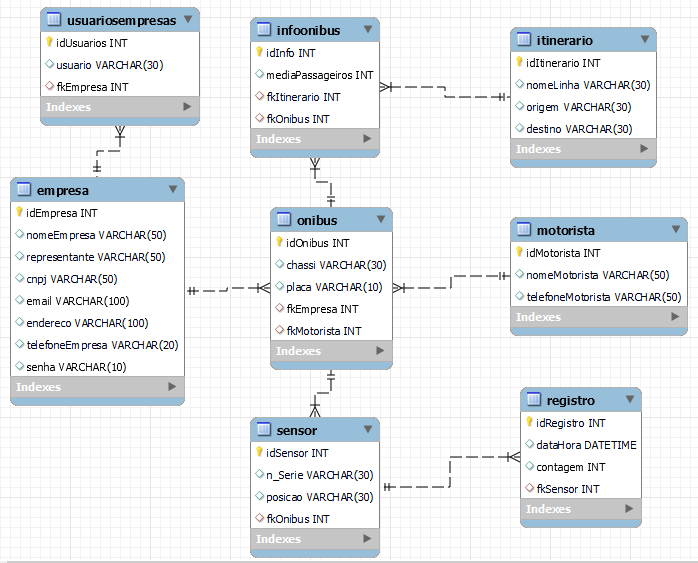 usuariosempresas
idUsuarios INT
usuario VARCHAR(30)
fkEmpresa INT
Indexes
infoonibus
idInfo INT
mediaPassageiros INT
fkItinerario INT
fkOnibus INT
Indexes
itinerario
idItinerario INT
nomeLinha VARCHAR(30)
origem VARCHAR(30)
destino VARCHAR(30)
Indexes
empresa
idEmpresa INT
nomeEmpresa VARCHAR(50)
representante VARCHAR(50)
cnpj VARCHAR(50)
email VARCHAR(100)
endereco VARCHAR(100)
telefoneEmpresa VARCHAR(20)
senha VARCHAR(10)
Indexes
onibus
idOnibus INT
chassi VARCHAR(30)
placa VARCHAR(10)
fkEmpresa INT
fkMotorista INT
Indexes
motorista
idMotorista INT
nomeMotorista VARCHAR(50)
telefoneMotorista VARCHAR(50)
Indexes
sensor
idSensor INT
n_Serie VARCHAR(30)
posicao VARCHAR(30)
fkOnibus INT
Indexes
registro
idRegistro INT
dataHora DATETIME
contagem INT
fkSensor INT
Indexes